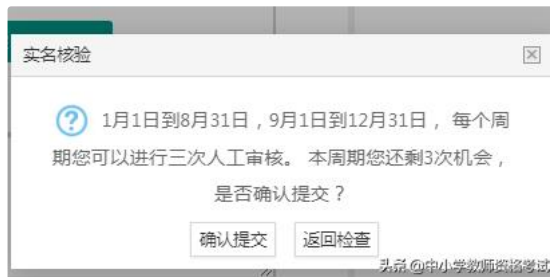 实名核验
1月1日到8月31日，9月1日到12月31日， 每个周
期您可以进行三次人工审核。 本周期您还剩3次机会，
是否确认提交？
确认提交 返回检查
头条 @中小学教师资格考试